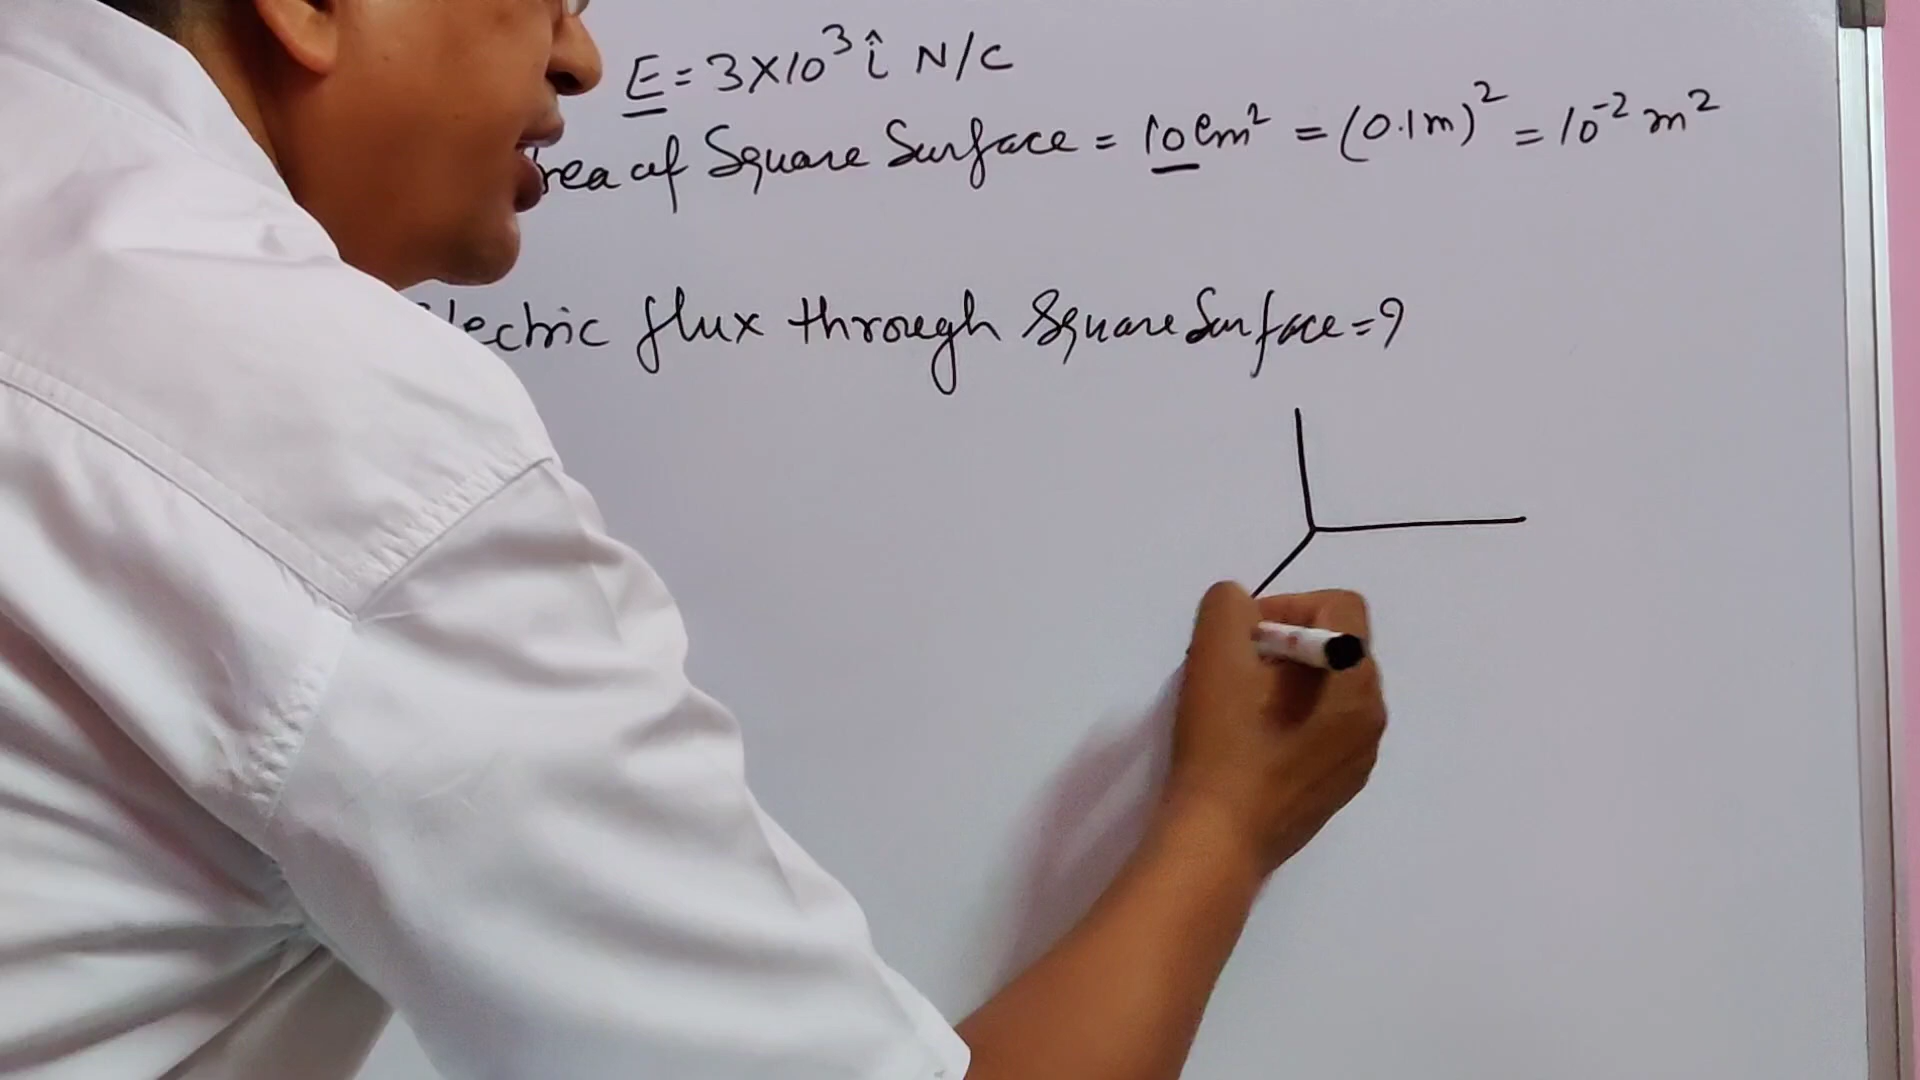 E = 3×10³ î N/C
rea of Square Surface = 10 cm² = (0.1m)² = 10⁻² m²
lectric flux through Square Surface = ?